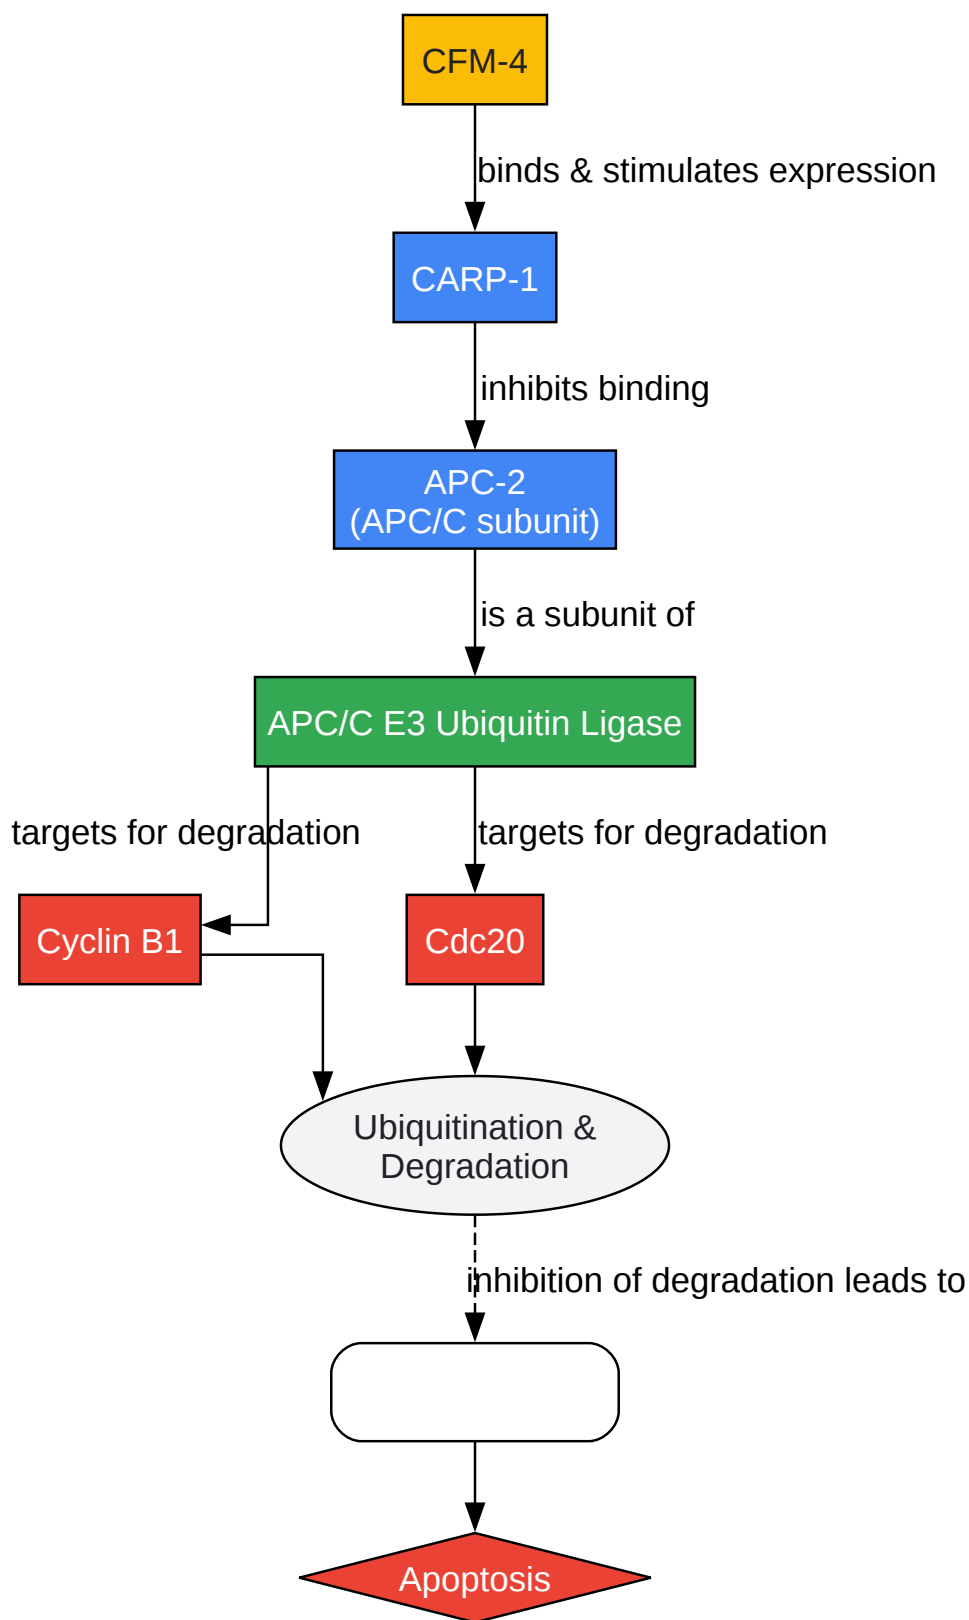 CFM-4
binds & stimulates expression
CARP-1
inhibits binding
APC-2
(APC/C subunit)
is a subunit of
APC/C E3 Ubiquitin Ligase
targets for degradation
targets for degradation
Cyclin B1
Cdc20
Ubiquitination &
Degradation
inhibition of degradation leads to
Apoptosis